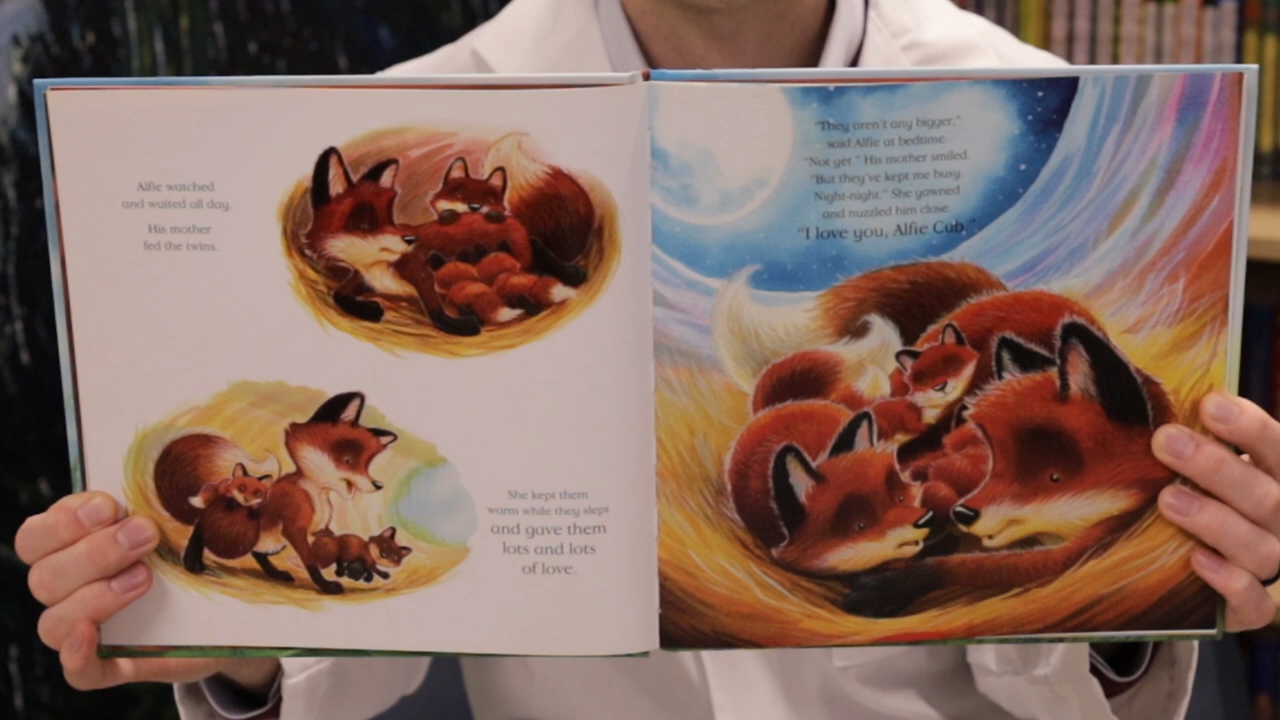 Alfie watched
and waited all day.
His mother
fed the twins.
She kept them
warm while they slept
and gave them
lots and lots
of love.
"They aren't any bigger,"
said Alfie at bedtime.
"Not yet." His mother smiled.
"But they've kept me busy.
Night-night." She yawned
and nuzzled him close.
"I love you, Alfie Cub."